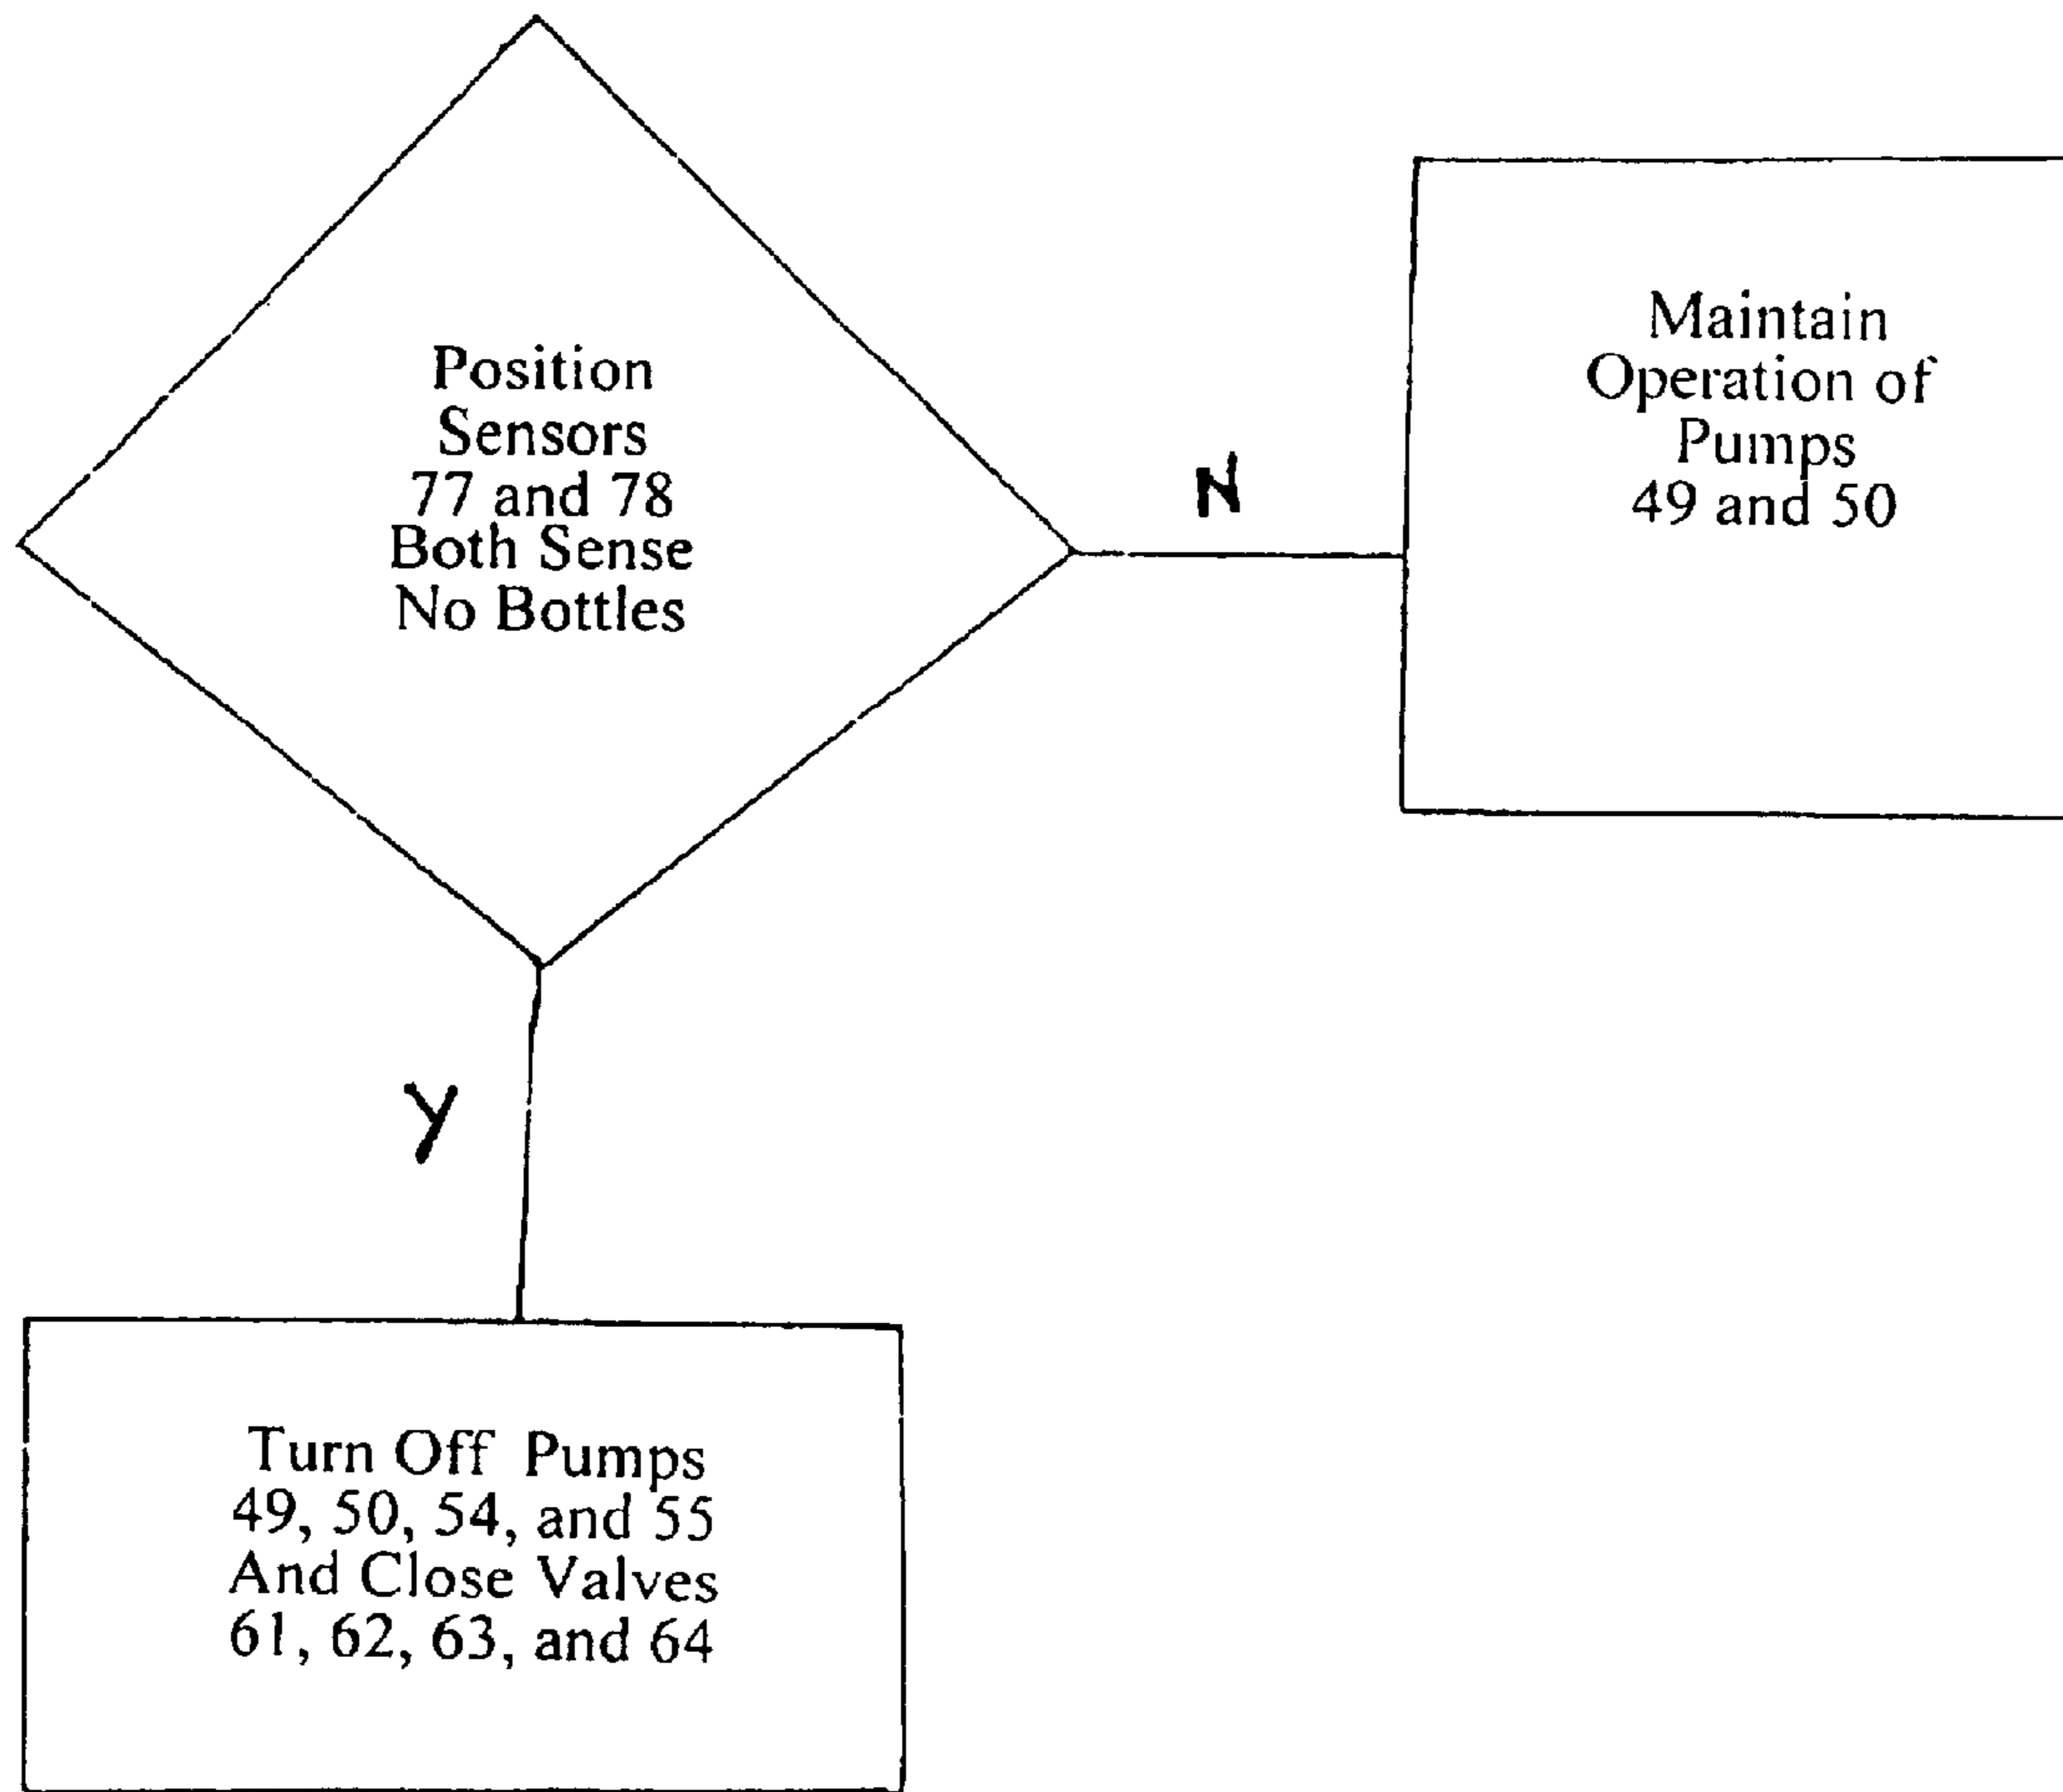 Position
Sensors
77 and 78
Both Sense
No Bottles
N
Maintain
Operation of
Pumps
49 and 50
Y
Turn Off Pumps
49, 50, 54, and 55
And Close Valves
61, 62, 63, and 64